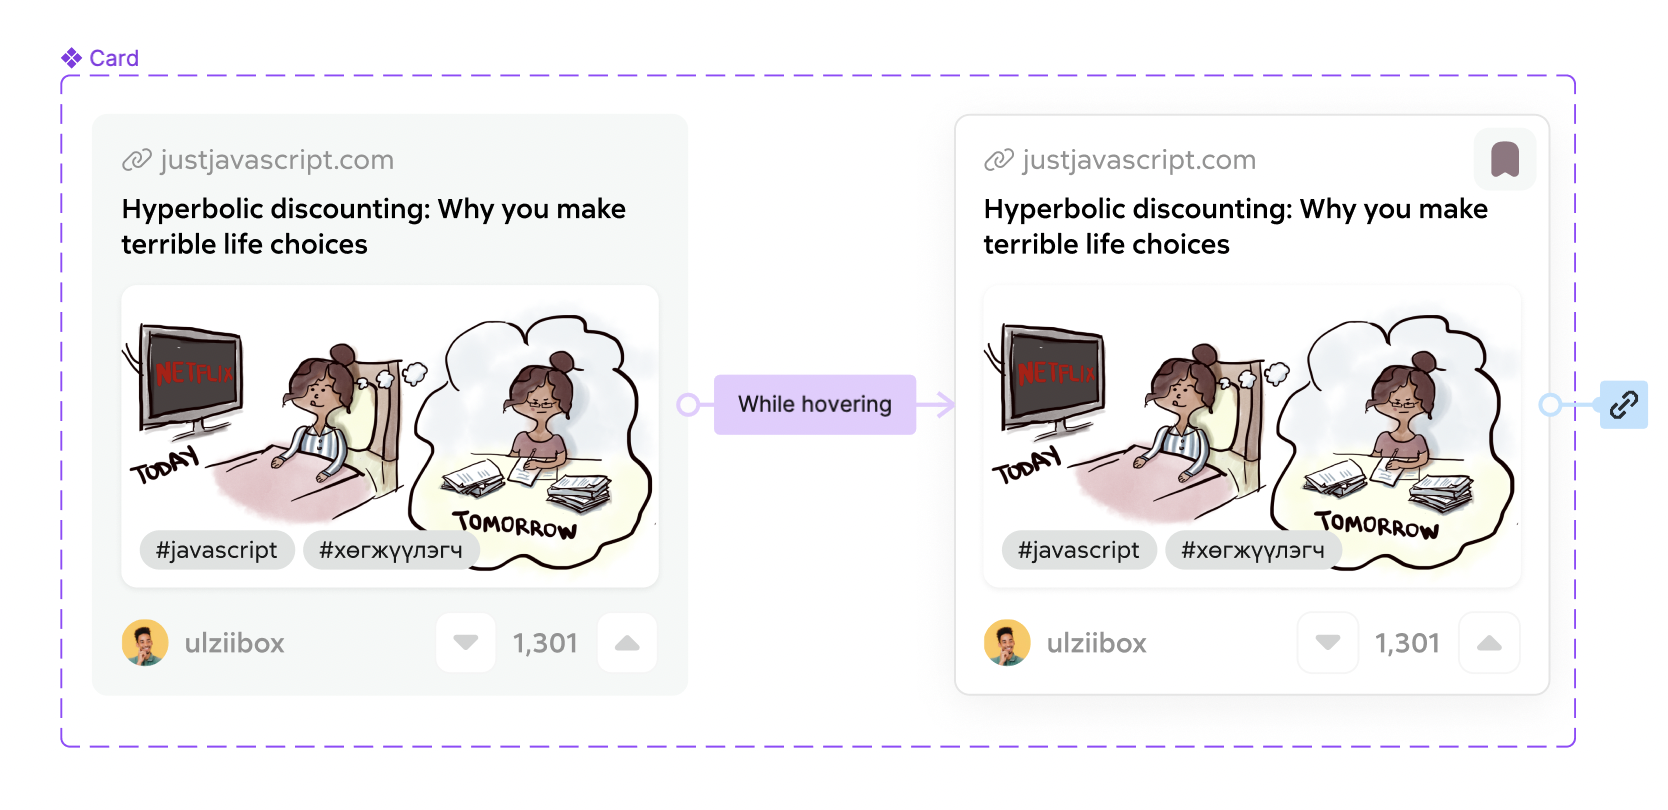 Card
justjavascript.com
Hyperbolic discounting: Why you make
terrible life choices
NETFLIX
TODAY
TOMORROW
#javascript
#хөгжүүлэгч
ulziibox
1,301
While hovering
justjavascript.com
Hyperbolic discounting: Why you make
terrible life choices
NETFLIX
TODAY
TOMORROW
#javascript
#хөгжүүлэгч
ulziibox
1,301